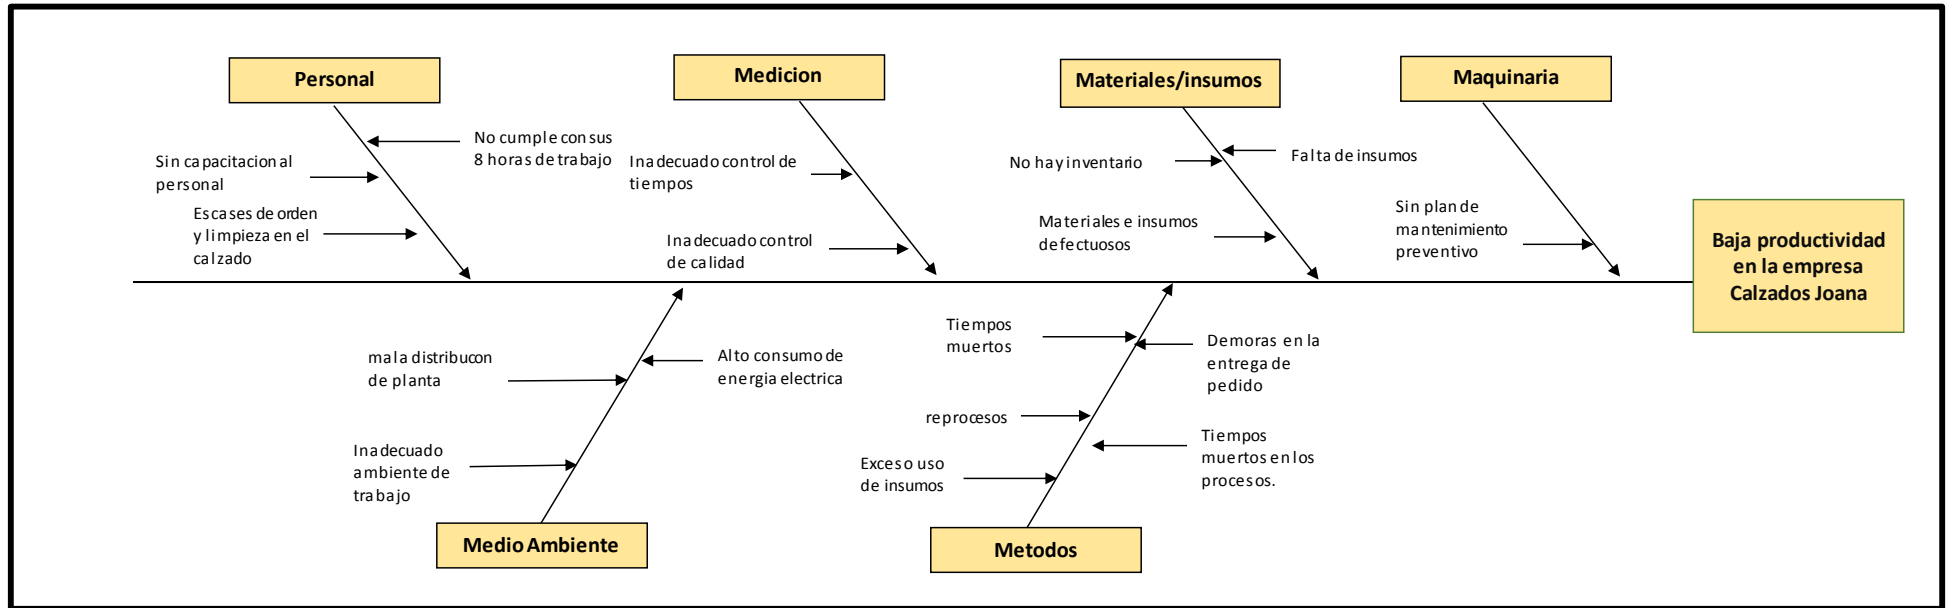 Personal
Medicion
Materiales/insumos
Maquinaria
No cumple con sus
8 horas de trabajo
Sin capacitacion al
personal
Escases de orden
y limpieza en el
calzado
Inadecuado control de
tiempos
Inadecuado control
de calidad
No hay inventario
Falta de insumos
Materiales e insumos
defectuosos
Sin plan de
mantenimiento
preventivo
Baja productividad
en la empresa
Calzados Joana
mala distribucon
de planta
Alto consumo de
energia electrica
Inadecuado
ambiente de
trabajo
Tiempos
muertos
Demoras en la
entrega de
pedido
reprocesos
Tiempos
muertos en los
procesos.
Exceso uso
de insumos
Medio Ambiente
Metodos